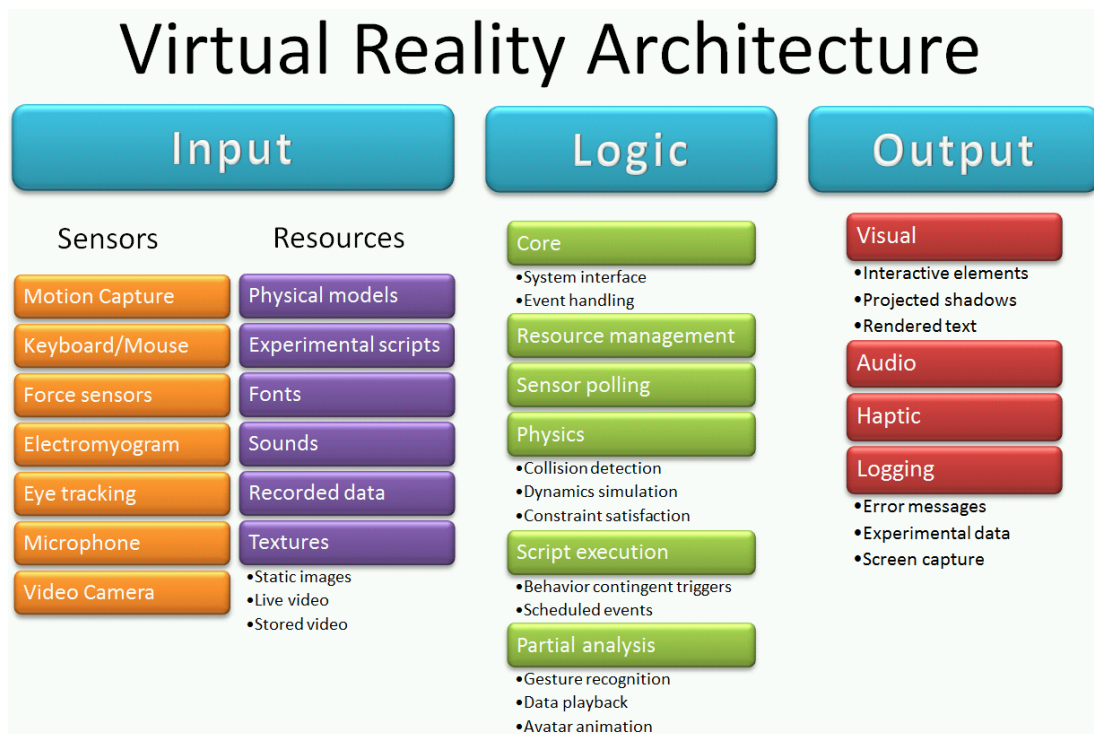 Virtual Reality Architecture
Input
Sensors
Motion Capture
Keyboard/Mouse
Force sensors
Electromyogram
Eye tracking
Microphone
Video Camera
Resources
Physical models
Experimental scripts
Fonts
Sounds
Recorded data
Textures
•Static images
•Live video
•Stored video
Logic
Core
•System interface
•Event handling
Resource management
Sensor polling
Physics
•Collision detection
•Dynamics simulation
•Constraint satisfaction
Script execution
•Behavior contingent triggers
•Scheduled events
Partial analysis
•Gesture recognition
•Data playback
•Avatar animation
Output
Visual
•Interactive elements
•Projected shadows
•Rendered text
Audio
Haptic
Logging
•Error messages
•Experimental data
•Screen capture